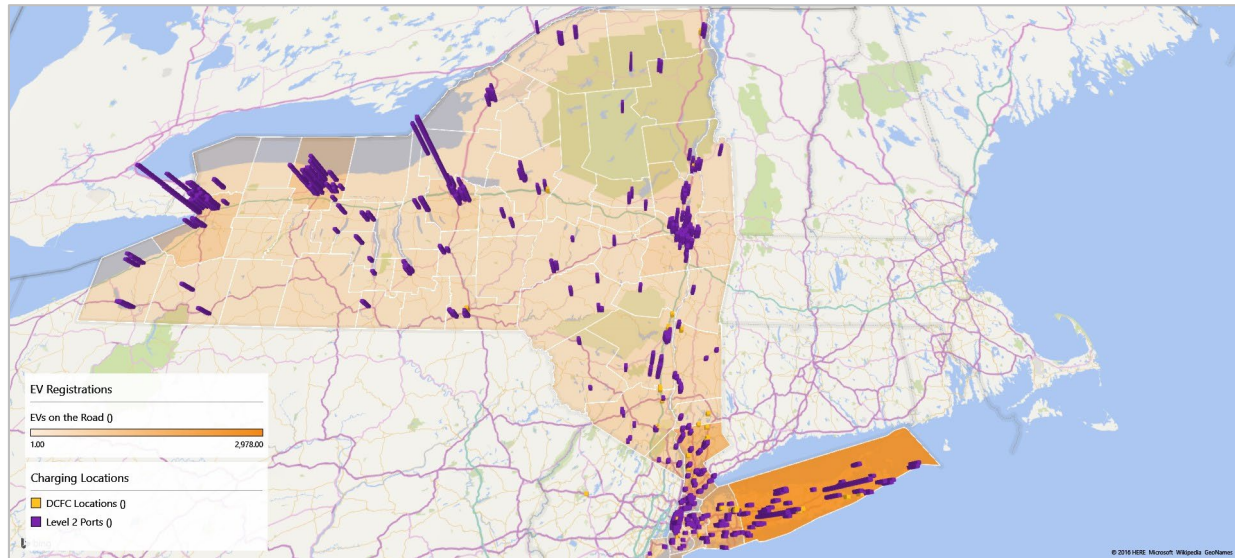 EV Registrations
EVs on the Road ()
1.00 2,978.00
Charging Locations ()
DCFC Locations ()
Level 2 Ports ()
© 2016 HERE Microsoft Wikipedia GeoNames